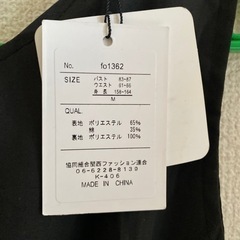 No. fo1362
SIZE バスト 83-87
ウエスト 61-66
身長 156-164
M
QUAL.
表地 ポリエステル 65%
綿 35%
裏地 ポリエステル 100%
協同組合関西ファッション連合
06-6228-8130
K-406
MADE IN CHINA